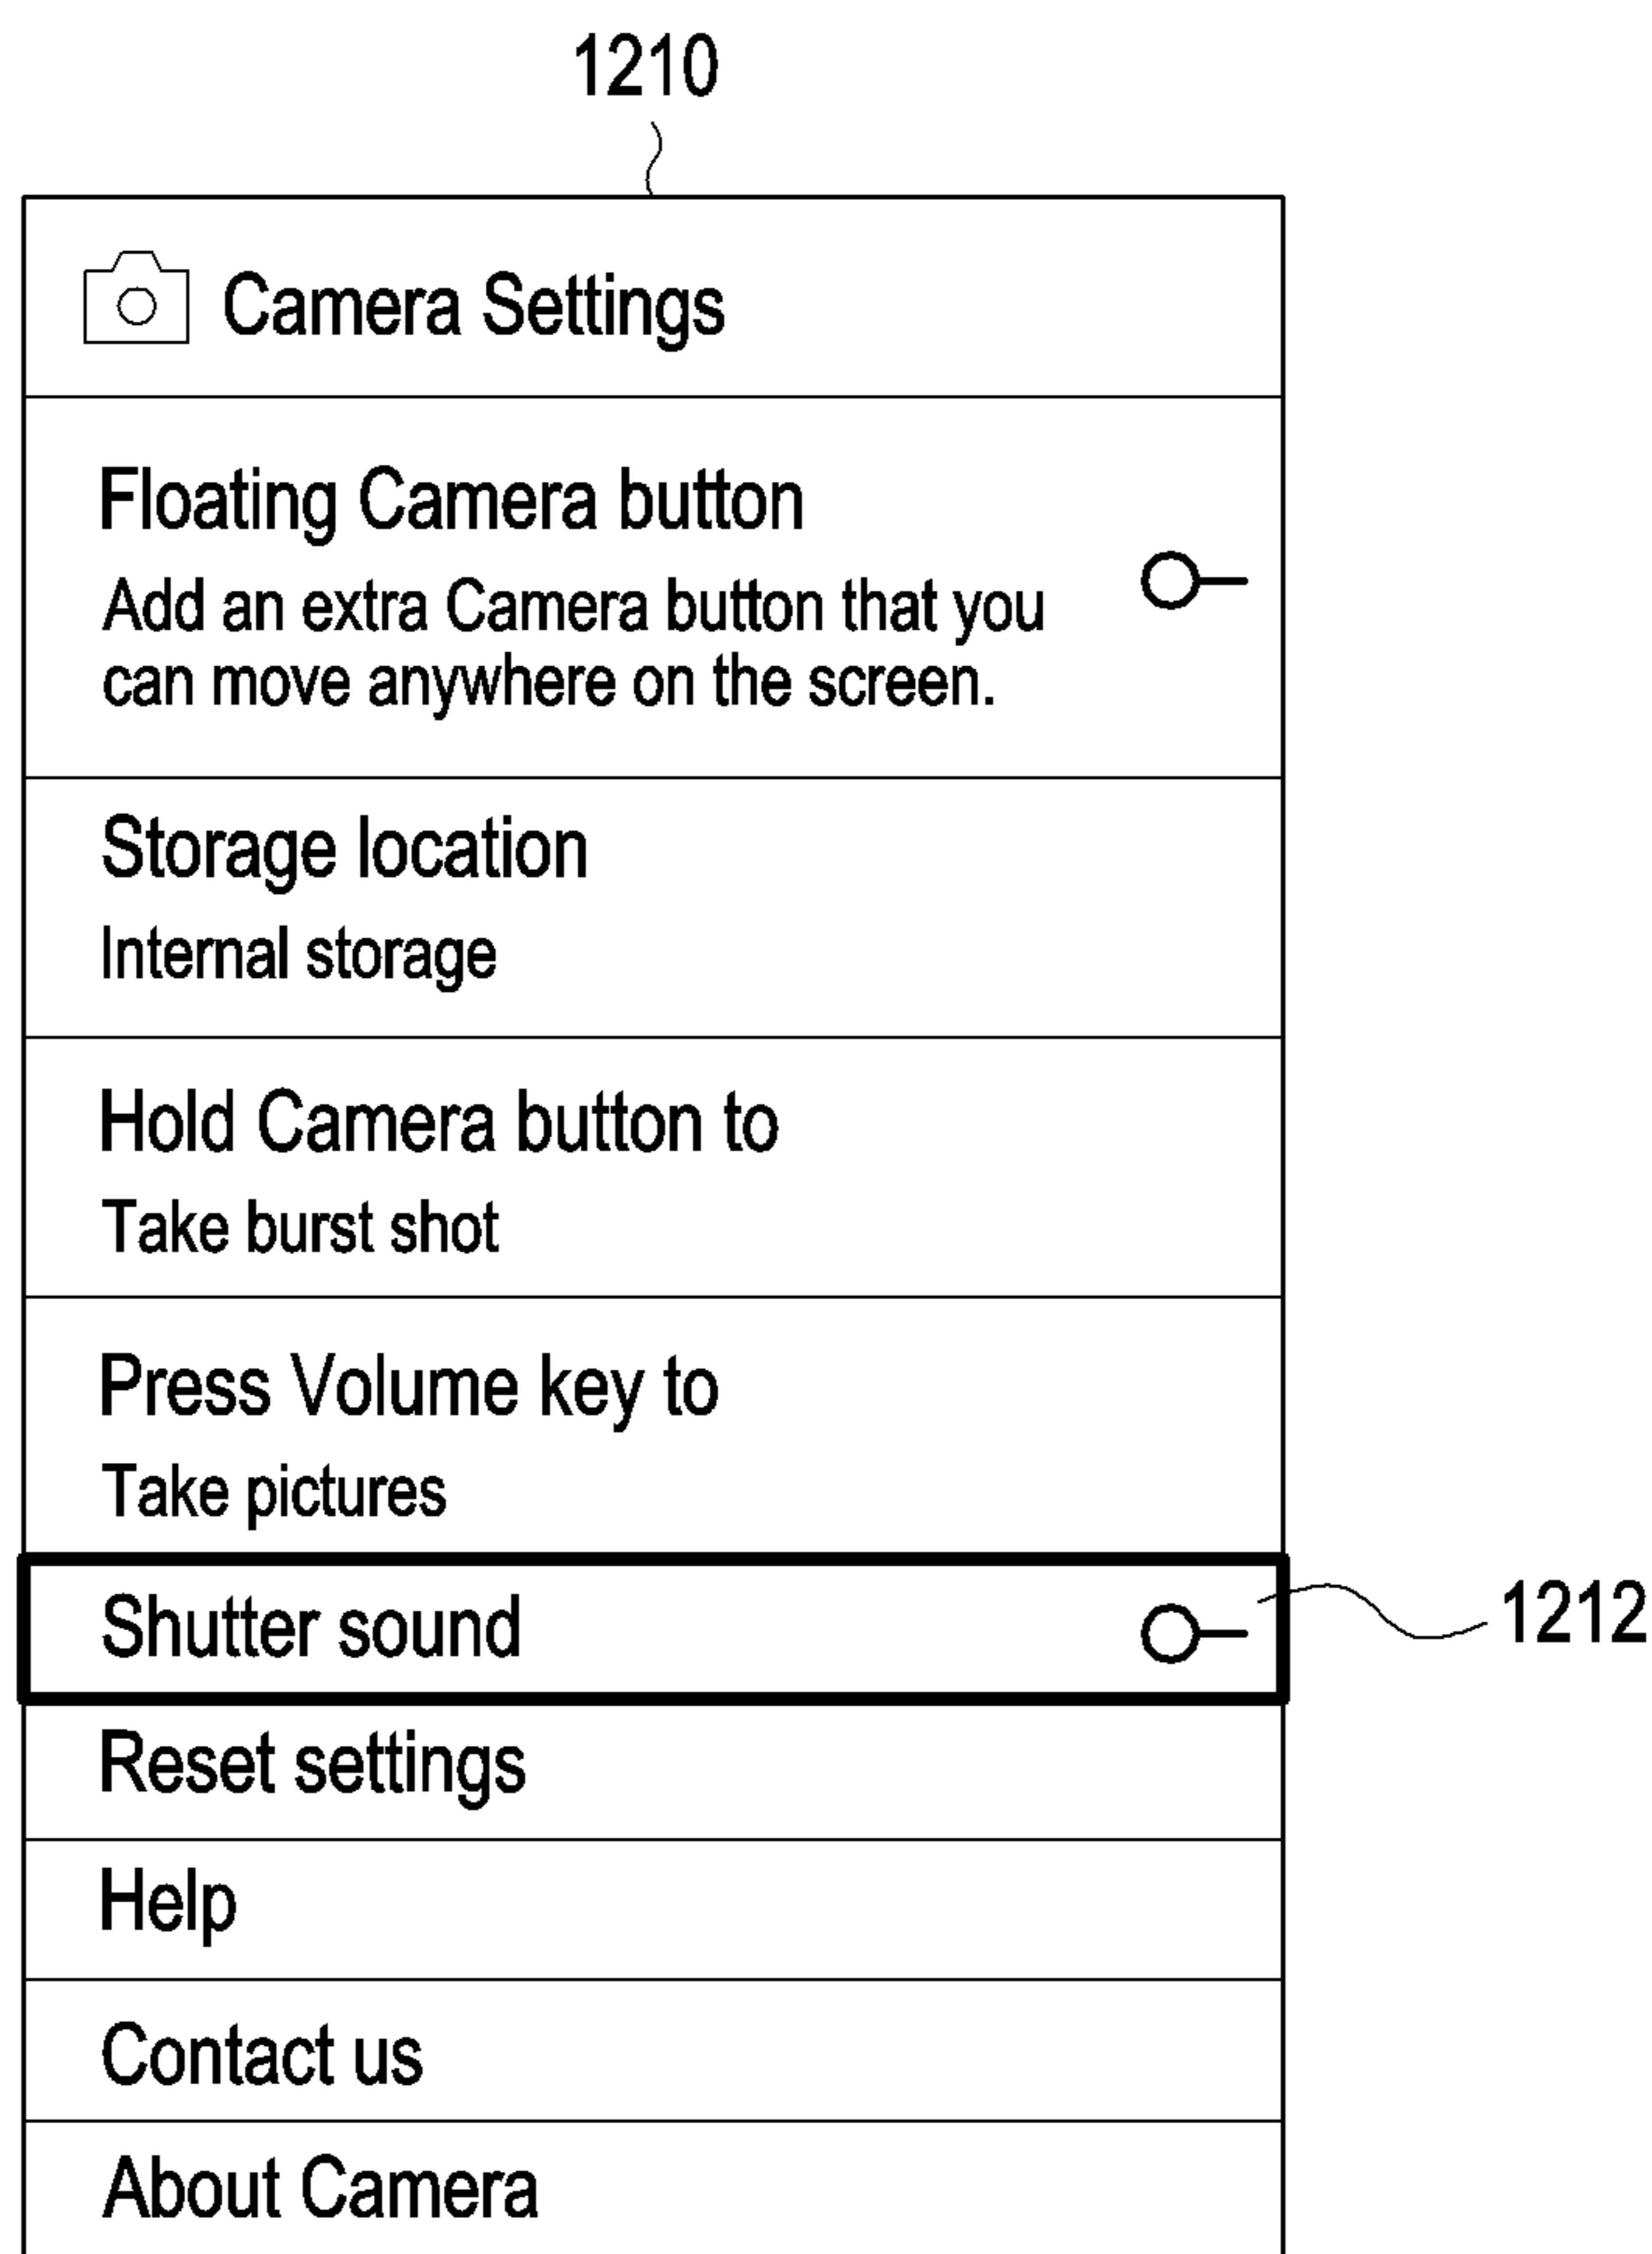 1210
Camera Settings
Floating Camera button
Add an extra Camera button that you
can move anywhere on the screen.
Storage location
Internal storage
Hold Camera button to
Take burst shot
Press Volume key to
Take pictures
Shutter sound
1212
Reset settings
Help
Contact us
About Camera